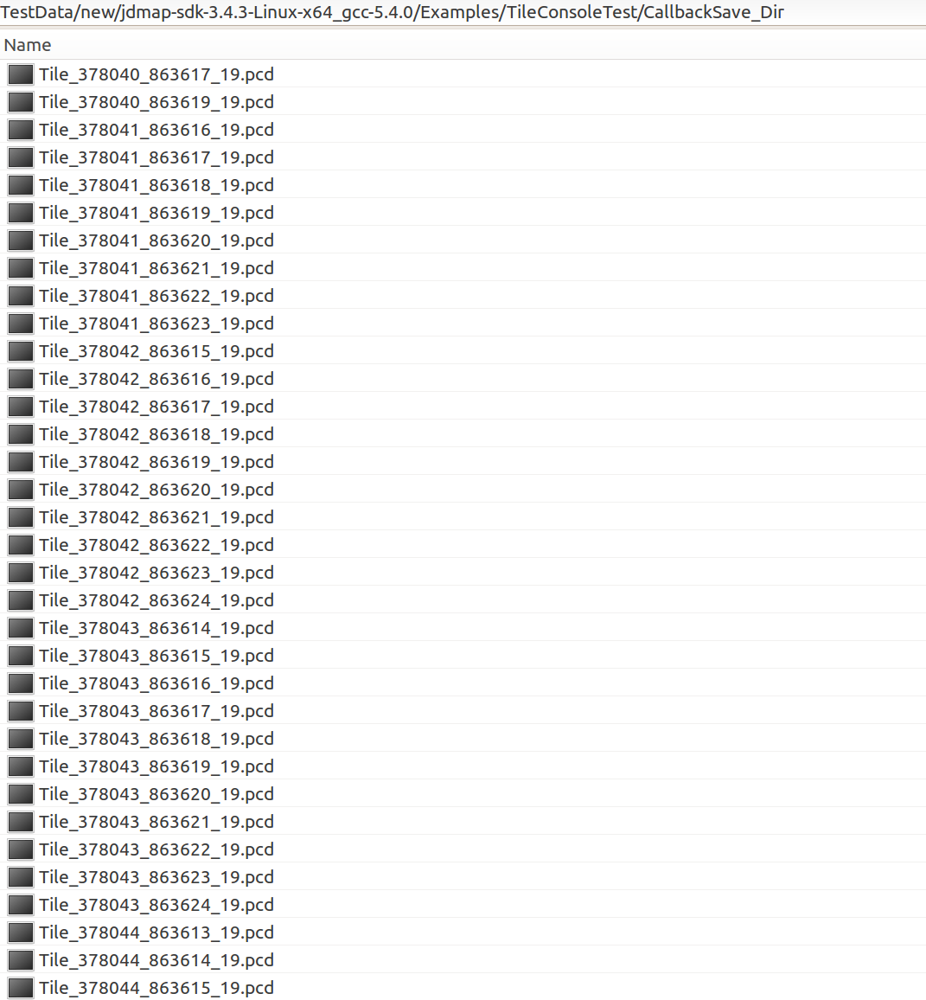 TestData/new/jdmap-sdk-3.4.3-Linux-x64_gcc-5.4.0/Examples/TileConsoleTest/CallbackSave_Dir
Name
Tile_378040_863617_19.pcd
Tile_378040_863619_19.pcd
Tile_378041_863616_19.pcd
Tile_378041_863617_19.pcd
Tile_378041_863618_19.pcd
Tile_378041_863619_19.pcd
Tile_378041_863620_19.pcd
Tile_378041_863621_19.pcd
Tile_378041_863622_19.pcd
Tile_378041_863623_19.pcd
Tile_378042_863615_19.pcd
Tile_378042_863616_19.pcd
Tile_378042_863617_19.pcd
Tile_378042_863618_19.pcd
Tile_378042_863619_19.pcd
Tile_378042_863620_19.pcd
Tile_378042_863621_19.pcd
Tile_378042_863622_19.pcd
Tile_378042_863623_19.pcd
Tile_378042_863624_19.pcd
Tile_378043_863614_19.pcd
Tile_378043_863615_19.pcd
Tile_378043_863616_19.pcd
Tile_378043_863617_19.pcd
Tile_378043_863618_19.pcd
Tile_378043_863619_19.pcd
Tile_378043_863620_19.pcd
Tile_378043_863621_19.pcd
Tile_378043_863622_19.pcd
Tile_378043_863623_19.pcd
Tile_378043_863624_19.pcd
Tile_378044_863613_19.pcd
Tile_378044_863614_19.pcd
Tile_378044_863615_19.pcd